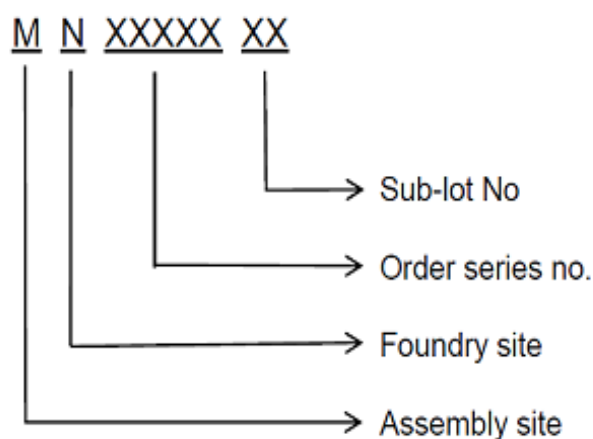 M N XXXXX XX
Sub-lot No
Order series no.
Foundry site
Assembly site